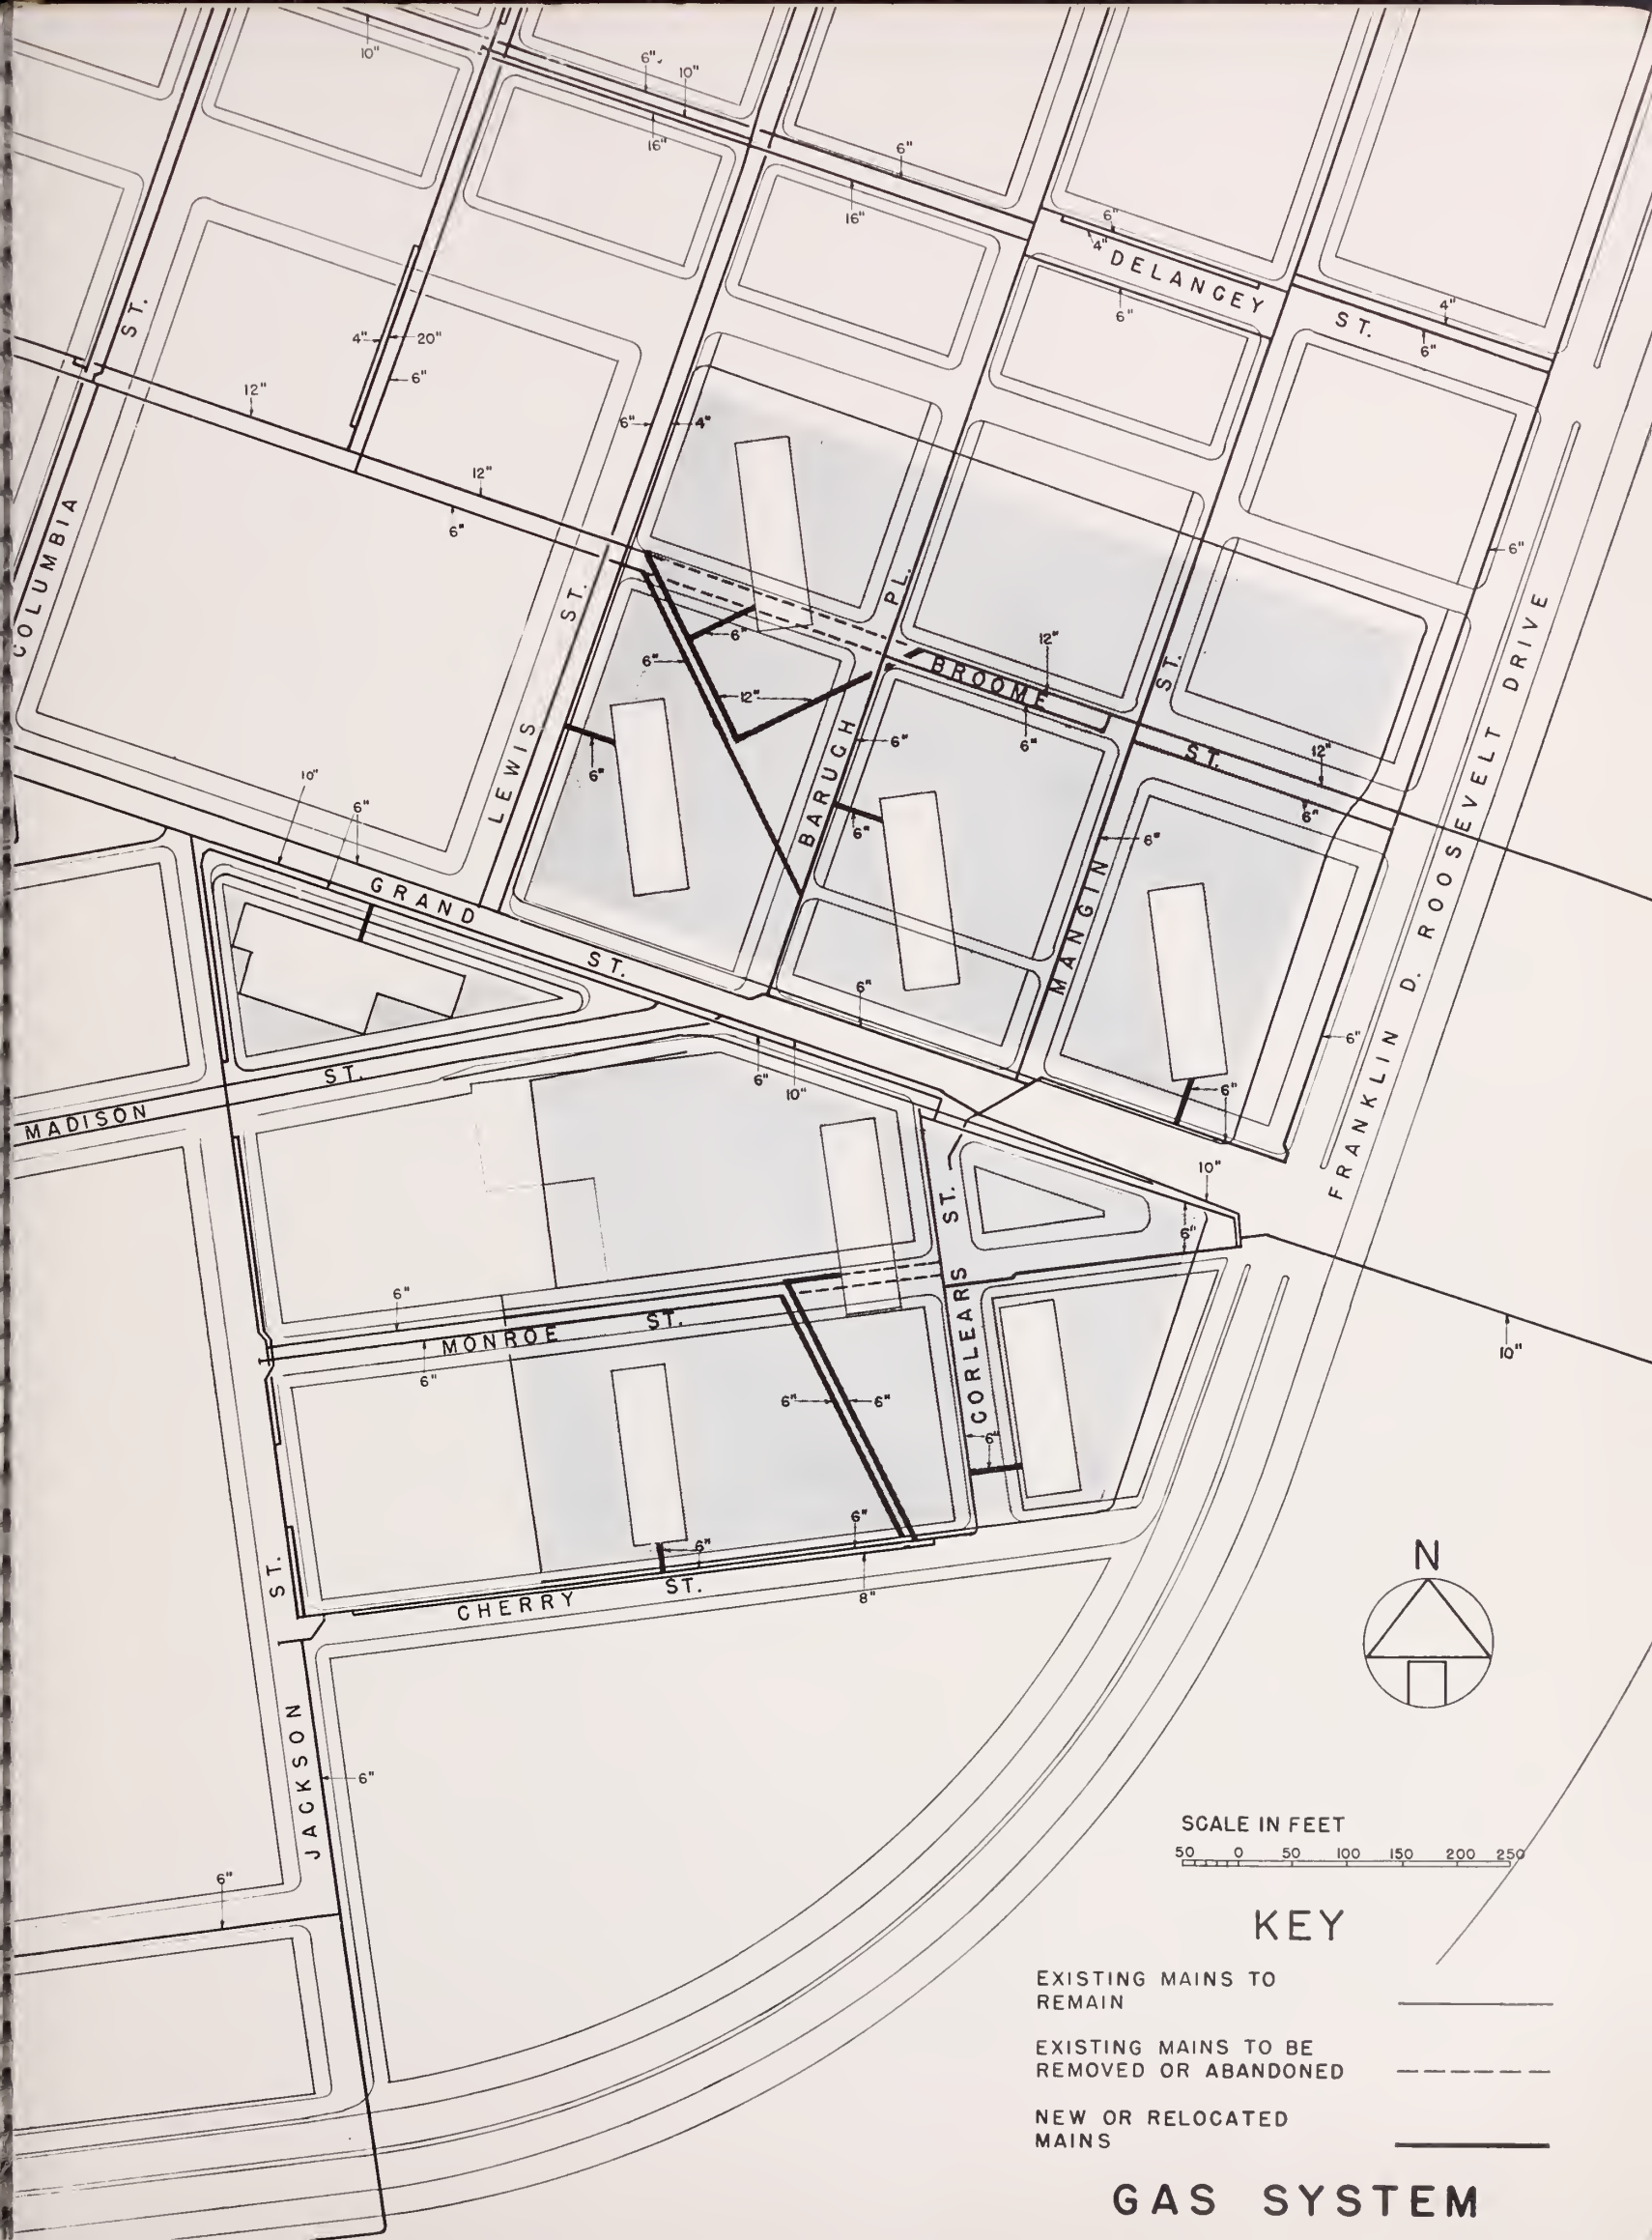 10"
6"
10"
16"
6"
16"
6"
4"
DELANCEY ST.
4"
6"
6"
ST.
4"
20"
6"
12"
6"
4"
12"
6"
6"
COLUMBIA
LEWIS ST.
PL.
BARUGH
6"
6"
12"
6"
12"
BROOME ST.
6"
12"
6"
6"
6"
ST.
MANGIN
6"
6"
6"
6"
FRANKLIN D. ROOSEVELT DRIVE
10"
6"
GRAND ST.
6"
10"
MADISON ST.
10"
6"
10"
ST.
CORLEARS
6"
MONROE ST.
6"
6"
6"
6"
6"
6"
8"
CHERRY ST.
ST.
JACKSON
6"
6"
N
SCALE IN FEET
50 0 50 100 150 200 250
KEY
EXISTING MAINS TO
REMAIN
EXISTING MAINS TO BE
REMOVED OR ABANDONED
NEW OR RELOCATED
MAINS
GAS SYSTEM